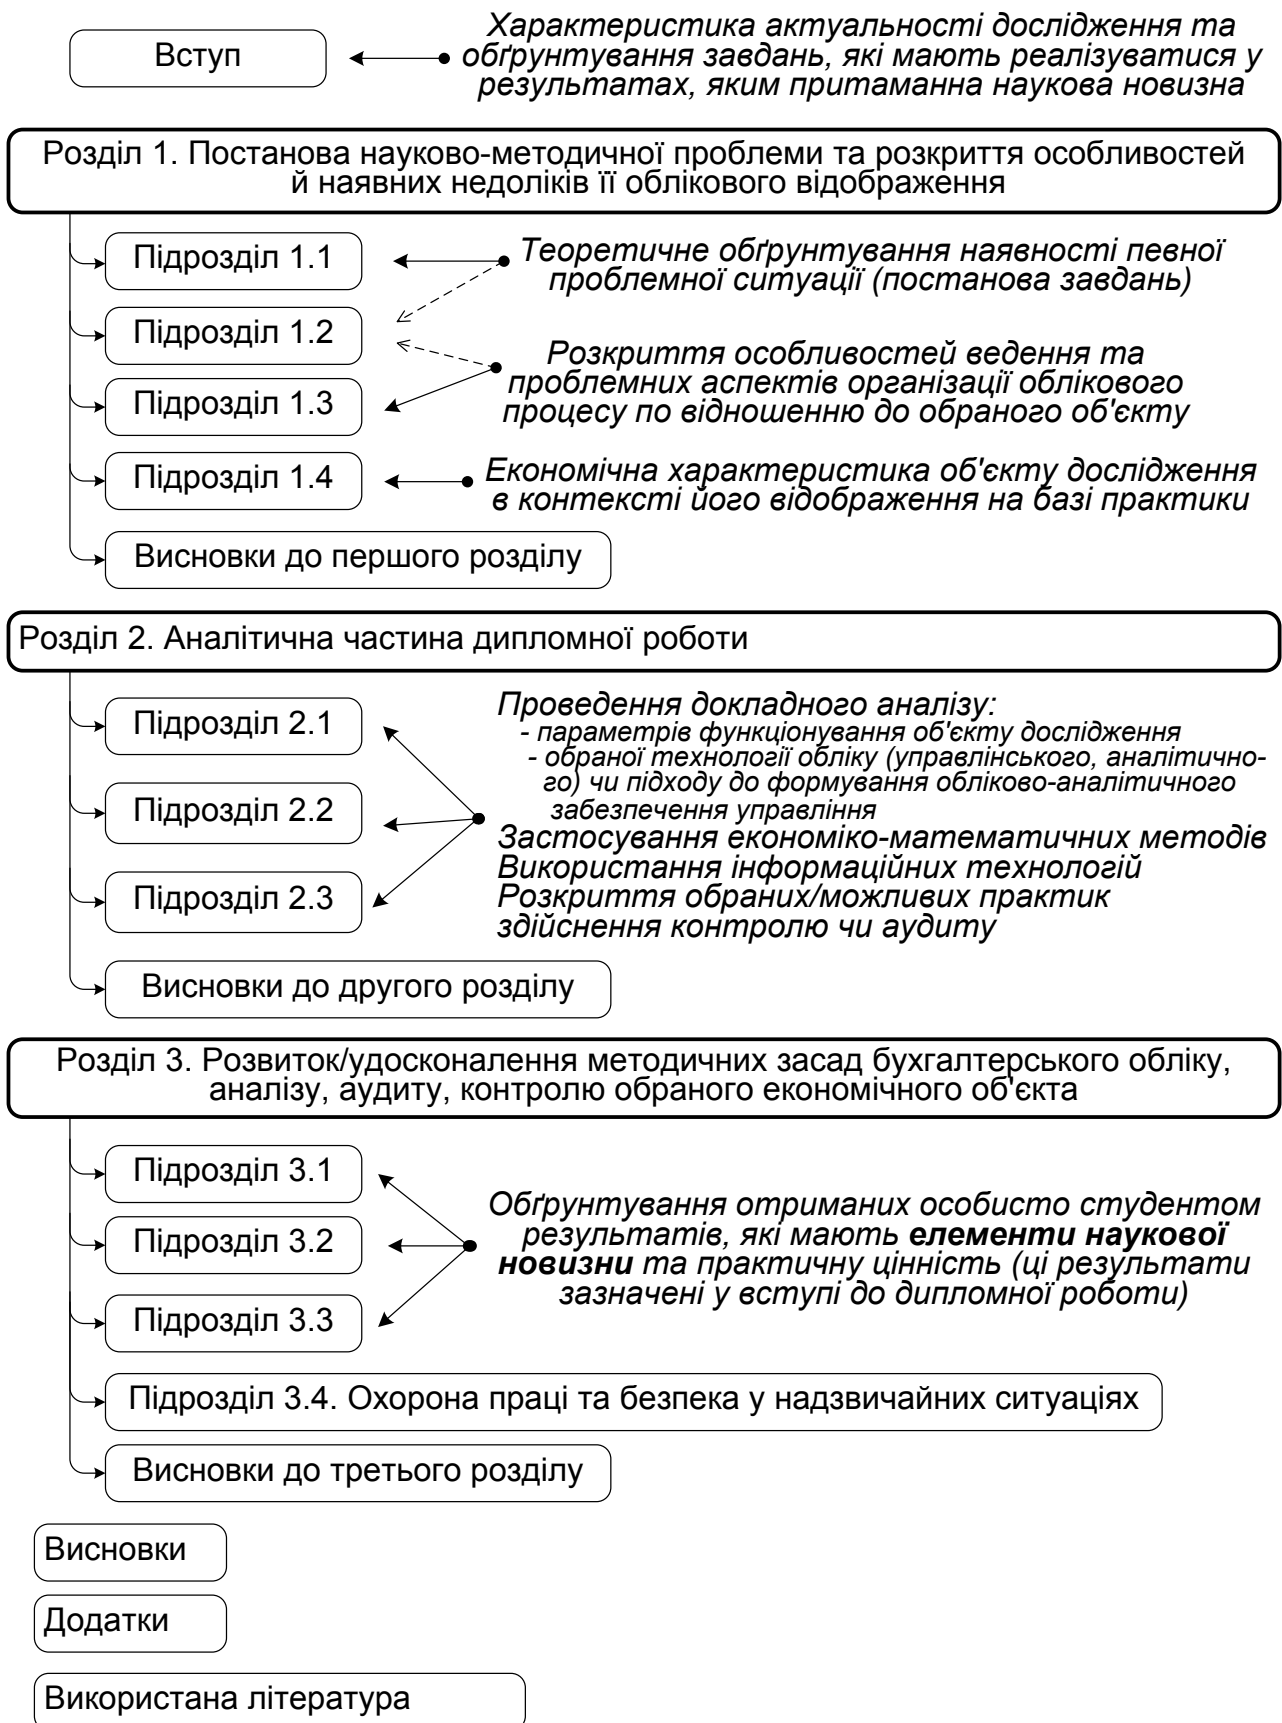 Вступ
Характеристика актуальності дослідження та
обґрунтування завдань, які мають реалізуватися у
результатах, яким притаманна наукова новизна
Розділ 1. Постанова науково-методичної проблеми та розкриття особливостей
й наявних недоліків її облікового відображення
Підрозділ 1.1
Теоретичне обґрунтування наявності певної
проблемної ситуації (постанова завдань)
Підрозділ 1.2
Розкриття особливостей ведення та
проблемних аспектів організації облікового
процесу по відношенню до обраного об'єкту
Підрозділ 1.3
Підрозділ 1.4
Економічна характеристика об'єкту дослідження
в контексті його відображення на базі практики
Висновки до першого розділу
Розділ 2. Аналітична частина дипломної роботи
Підрозділ 2.1
Підрозділ 2.2
Підрозділ 2.3
Проведення докладного аналізу:
- параметрів функціонування об'єкту дослідження
- обраної технології обліку (управлінського, аналітично-
го) чи підходу до формування обліково-аналітичного
забезпечення управління
Застосування економіко-математичних методів
Використання інформаційних технологій
Розкриття обраних/можливих практик
здійснення контролю чи аудиту
Висновки до другого розділу
Розділ 3. Розвиток/удосконалення методичних засад бухгалтерського обліку,
аналізу, аудиту, контролю обраного економічного об'єкта
Підрозділ 3.1
Підрозділ 3.2
Підрозділ 3.3
Обґрунтування отриманих особисто студентом
результатів, які мають елементи наукової
новизни та практичну цінність (ці результати
зазначені у вступі до дипломної роботи)
Підрозділ 3.4. Охорона праці та безпека у надзвичайних ситуаціях
Висновки до третього розділу
Висновки
Додатки
Використана література